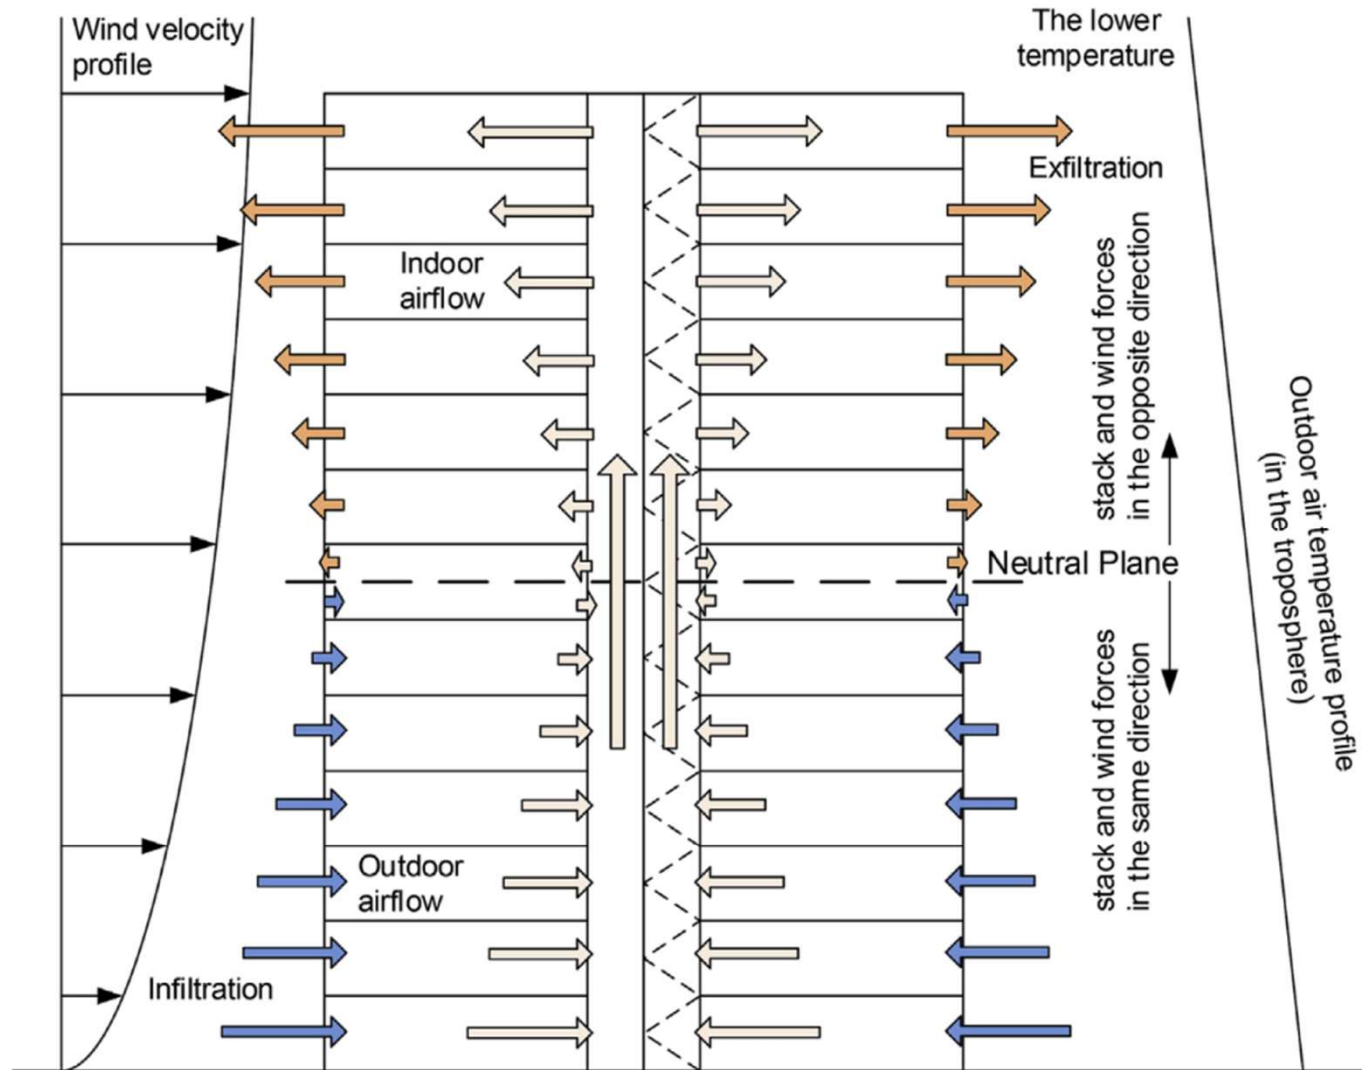 Wind velocity
profile
The lower
temperature
Exfiltration
Indoor
airflow
stack and wind forces
in the opposite direction
Neutral Plane
Outdoor air temperature profile
(in the troposphere)
stack and wind forces
in the same direction
Outdoor
airflow
Infiltration